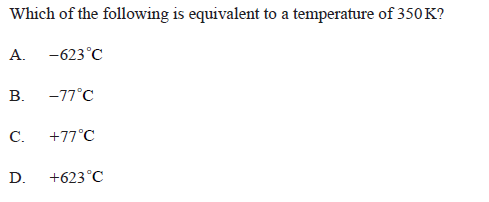 Which of the following is equivalent to a temperature of 350 K?
A. −623°C
B. −77°C
C. +77°C
D. +623°C